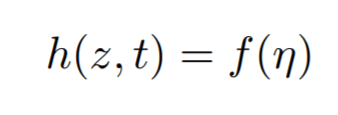 h(z, t) = f(η)